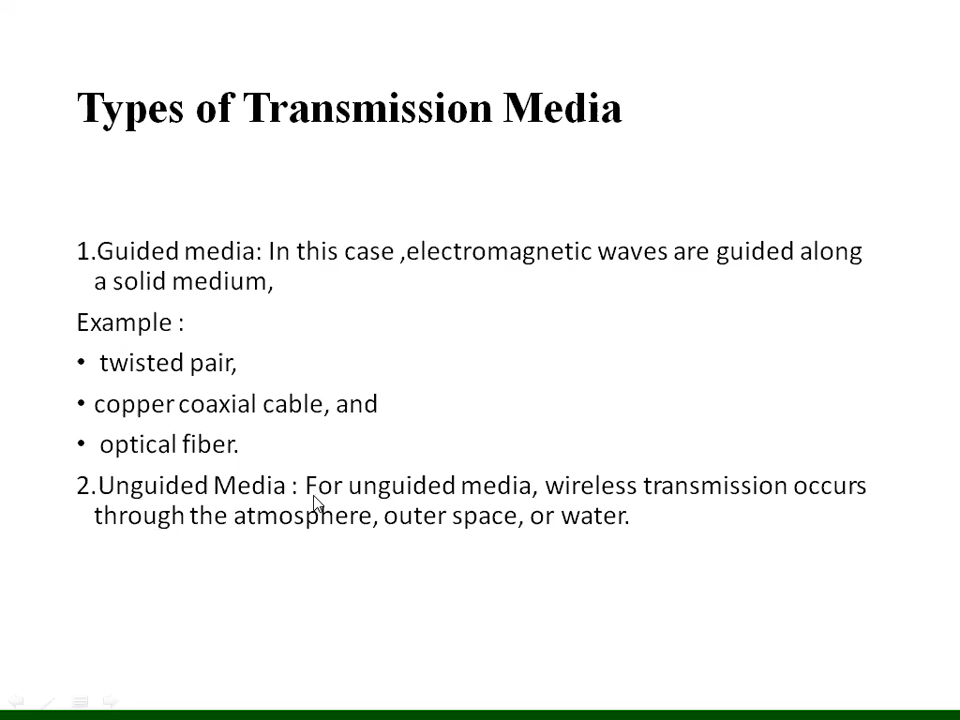 Types of Transmission Media
1.Guided media: In this case ,electromagnetic waves are guided along
a solid medium,
Example :
• twisted pair,
• copper coaxial cable, and
• optical fiber.
2.Unguided Media : For unguided media, wireless transmission occurs
through the atmosphere, outer space, or water.